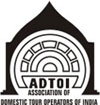 ADTOI
ASSOCIATION OF
DOMESTIC TOUR OPERATORS OF INDIA